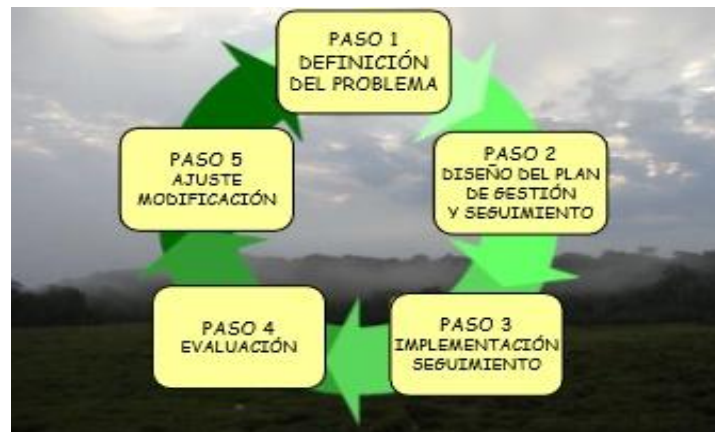 PASO 1
DEFINICIÓN
DEL PROBLEMA
PASO 2
DISEÑO DEL PLAN
DE GESTIÓN
Y SEGUIMIENTO
PASO 3
IMPLEMENTACIÓN
SEGUIMIENTO
PASO 4
EVALUACIÓN
PASO 5
AJUSTE
MODIFICACIÓN